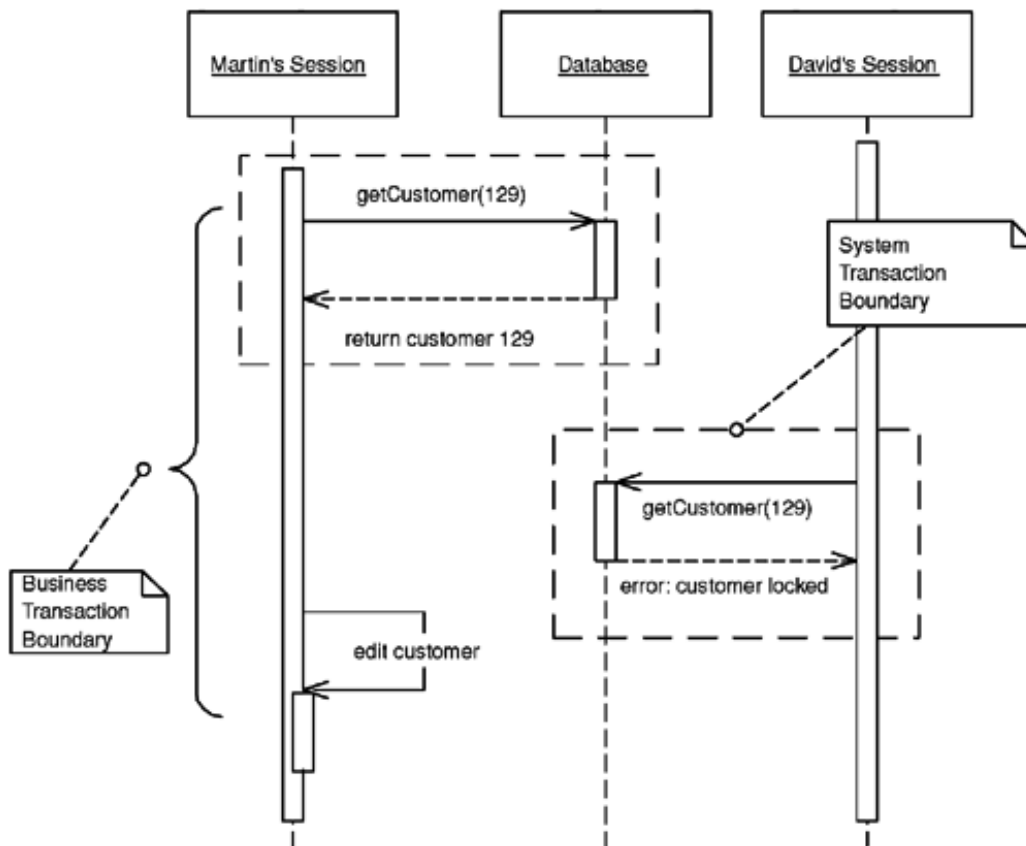 Martin's Session
Database
David's Session
getCustomer(129)
return customer 129
System
Transaction
Boundary
getCustomer(129)
error: customer locked
Business
Transaction
Boundary
edit customer